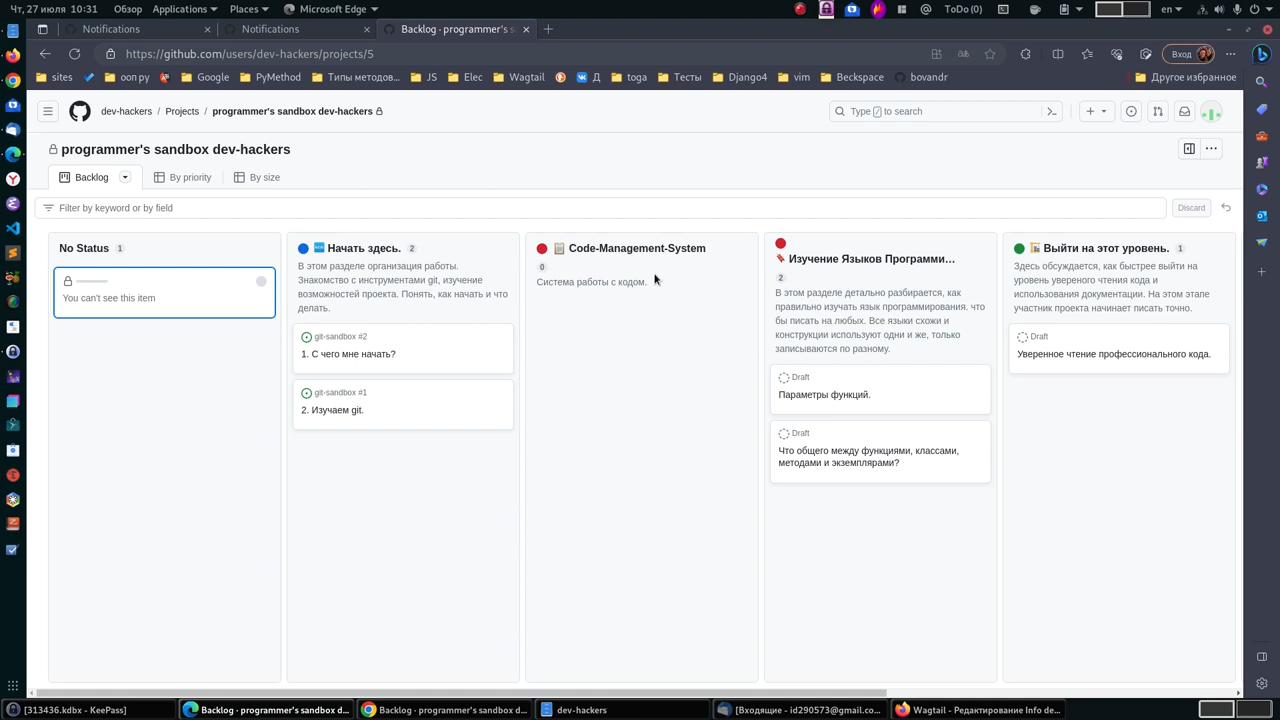 Чт, 27 июля 10:31
Обзор
Applications
Places
Microsoft Edge
ToDo(0)
en
Notifications
Notifications
Backlog · programmer's s
https://github.com/users/dev-hackers/projects/5
Вход
sites
ооп ру
Google
PyMethod
Типы методов...
JS
Elec
Wagtail
Д
toga
Тесты
Django4
vim
Beckspace
bovandr
Другое избранное
dev-hackers / Projects / programmer's sandbox dev-hackers
Type / to search
programmer's sandbox dev-hackers
Backlog
By priority
By size
Filter by keyword or by field
Discard
No Status 1
You can't see this item
Начать здесь. 2
В этом разделе организация работы.
Знакомство с инструментами git, изучение
возможностей проекта. Понять, как начать и что
делать.
git-sandbox #2
1. С чего мне начать?
git-sandbox #1
2. Изучаем git.
Code-Management-System
0
Система работы с кодом.
Изучение Языков Программи...
2
В этом разделе детально разбирается, как
правильно изучать язык программирования. что
бы писать на любых. Все языки схожи и
конструкции используют одни и же, только
записываются по разному.
Draft
Параметры функций.
Draft
Что общего между функциями, классами,
методами и экземплярами?
Выйти на этот уровень. 1
Здесь обсуждается, как быстрее выйти на
уровень увереного чтения кода и
использования документации. На этом этапе
участник проекта начинает писать точно.
Draft
Уверенное чтение профессионального кода.
[313436.kdbx - KeePass]
Backlog · programmer's sandbox d...
Backlog · programmer's sandbox d...
dev-hackers
[Входящие - id290573@gmail.co...
Wagtail - Редактирование Info de...